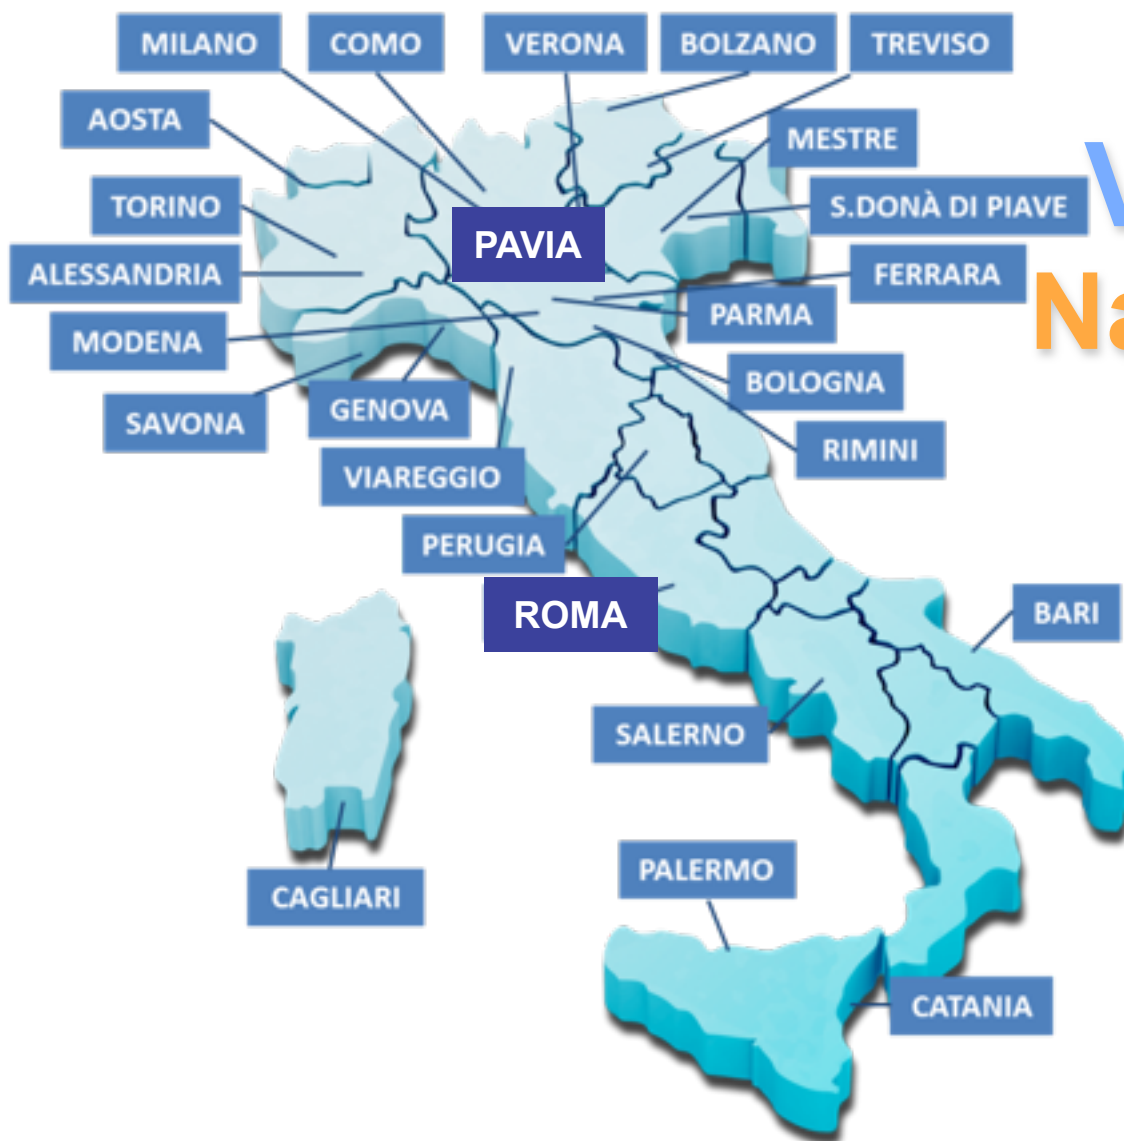 MILANO
COMO
VERONA
BOLZANO
TREVISO
AOSTA
MESTRE
TORINO
S.DONÀ DI PIAVE
PAVIA
ALESSANDRIA
FERRARA
PARMA
MODENA
BOLOGNA
SAVONA
GENOVA
RIMINI
VIAREGGIO
PERUGIA
ROMA
BARI
SALERNO
PALERMO
CAGLIARI
CATANIA